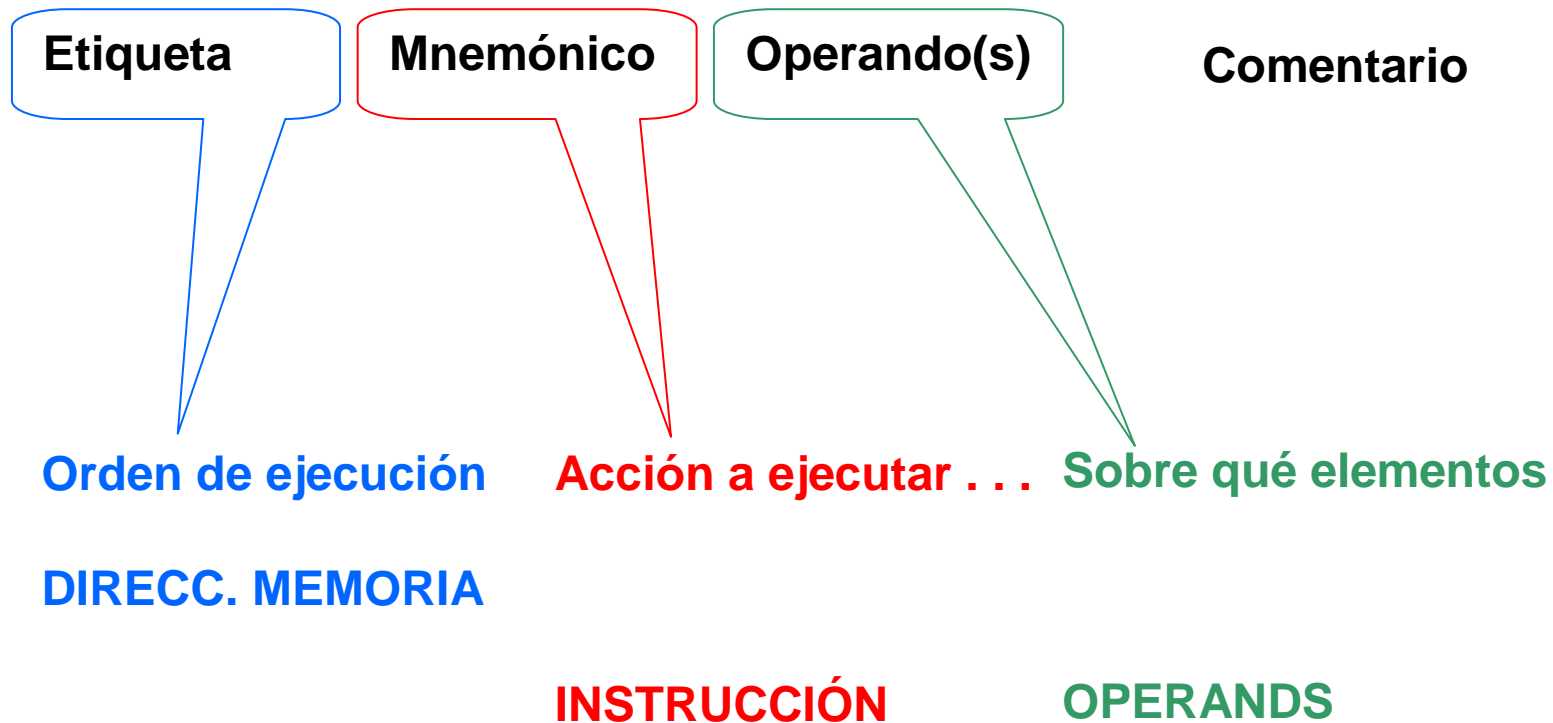 Etiqueta Mnemónico Operando(s) Comentario
Orden de ejecución Acción a ejecutar . . . Sobre qué elementos
DIRECC. MEMORIA
INSTRUCCIÓN OPERANDS